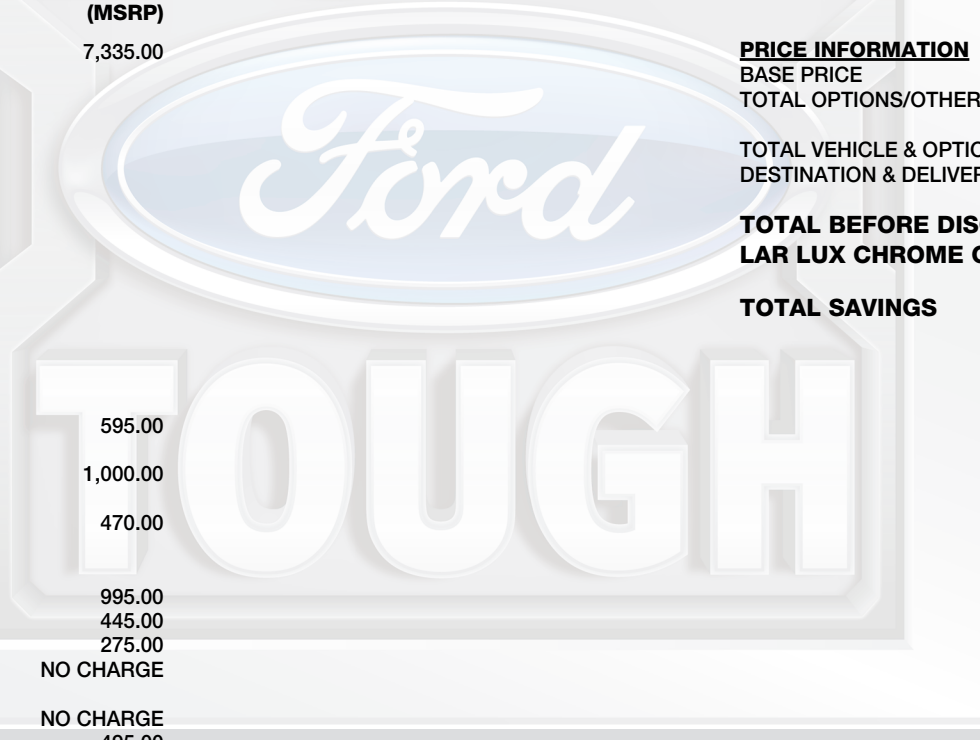 (MSRP)
7,335.00
595.00
1,000.00
470.00
995.00
445.00
275.00
NO CHARGE
NO CHARGE
PRICE INFORMATION
BASE PRICE
TOTAL OPTIONS/OTHER
TOTAL VEHICLE & OPTIO
DESTINATION & DELIVER
TOTAL BEFORE DIS
LAR LUX CHROME
TOTAL SAVINGS
Ford
TOUGH